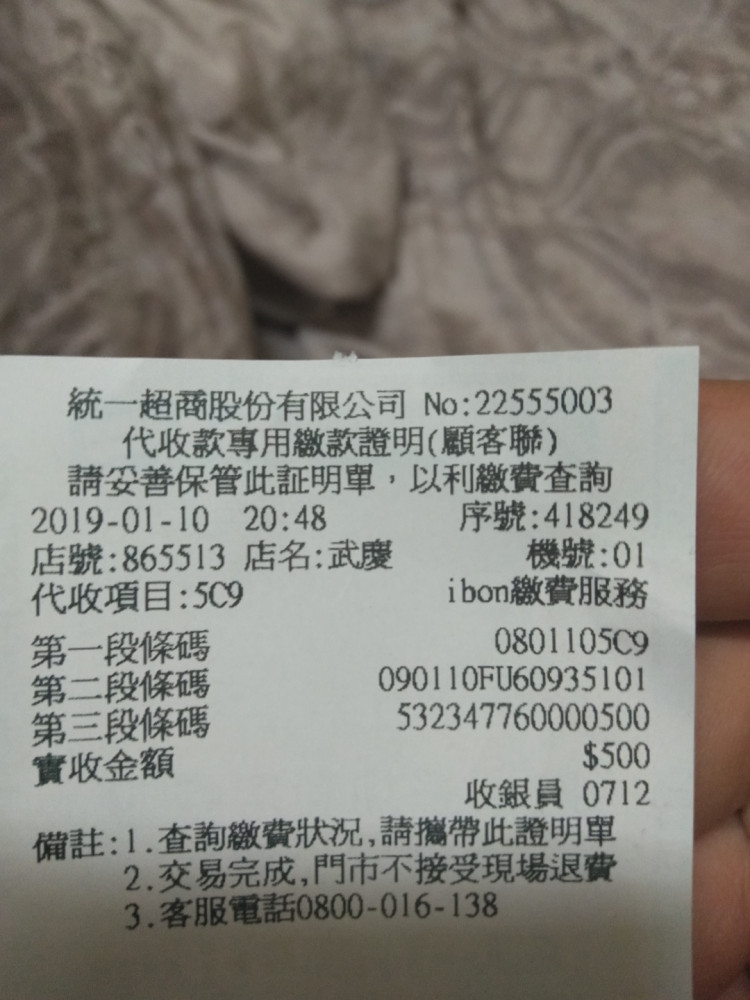 統一超商股份有限公司 No:22555003
代收款專用繳款證明(顧客聯)
請妥善保管此証明單，以利繳費查詢
2019-01-10 20:48 序號:418249
店號:865513 店名:武慶 機號:01
代收項目:5C9 ibon繳費服務
第一段條碼 0801105C9
第二段條碼 090110FU60935101
第三段條碼 532347760000500
實收金額 $500
收銀員 0712
備註:1.查詢繳費狀況,請攜帶此證明單
2.交易完成,門市不接受現場退費
3.客服電話0800-016-138